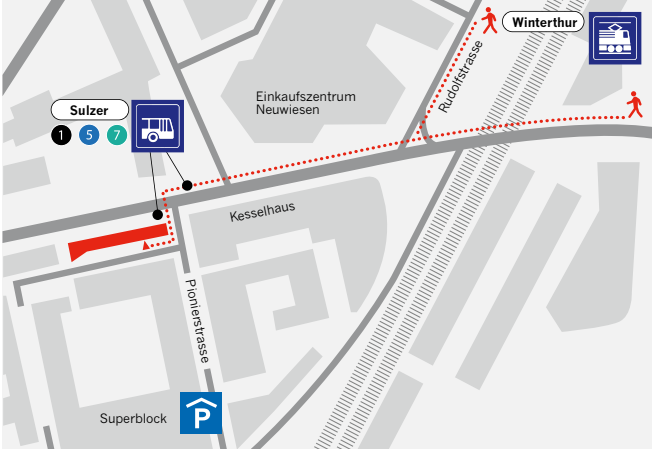 Winterthur
Rudolfstrasse
Einkaufszentrum
Neuwiesen
Sulzer
1 5 7
Kesselhaus
Pionierstrasse
Superblock
P